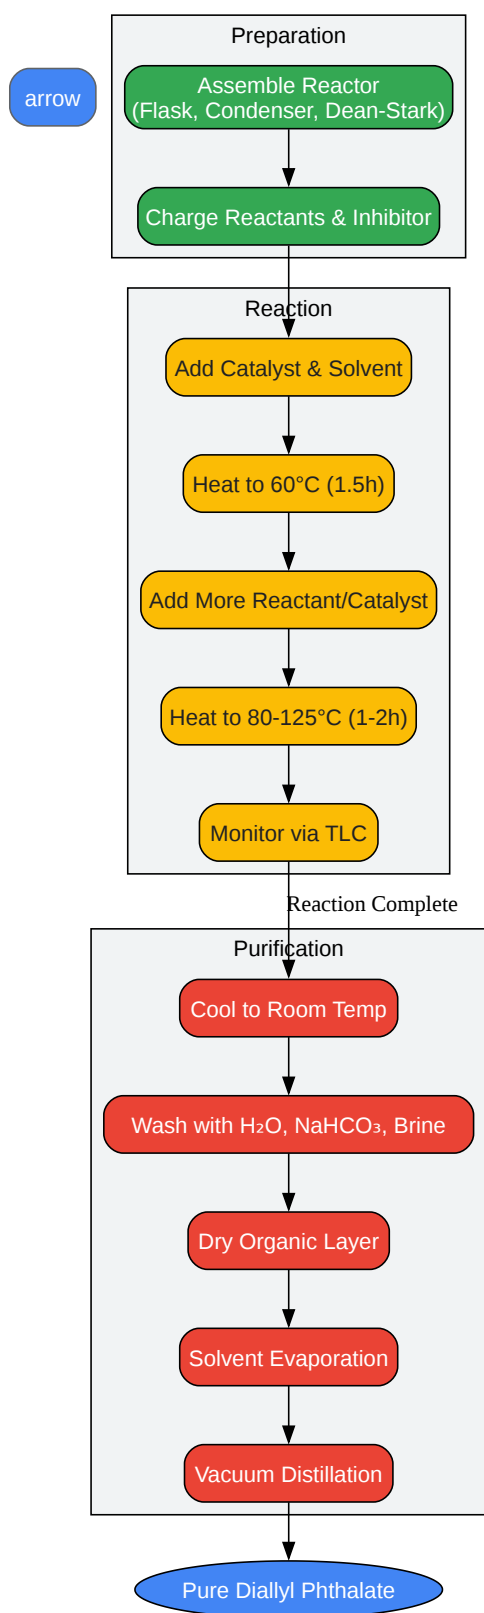 Preparation
arrow
Assemble Reactor
(Flask, Condenser, Dean-Stark)
Charge Reactants & Inhibitor
Reaction
Add Catalyst & Solvent
Heat to 60°C (1.5h)
Add More Reactant/Catalyst
Heat to 80-125°C (1-2h)
Monitor via TLC
Reaction Complete
Purification
Cool to Room Temp
Wash with H₂O, NaHCO₃, Brine
Dry Organic Layer
Solvent Evaporation
Vacuum Distillation
Pure Diallyl Phthalate